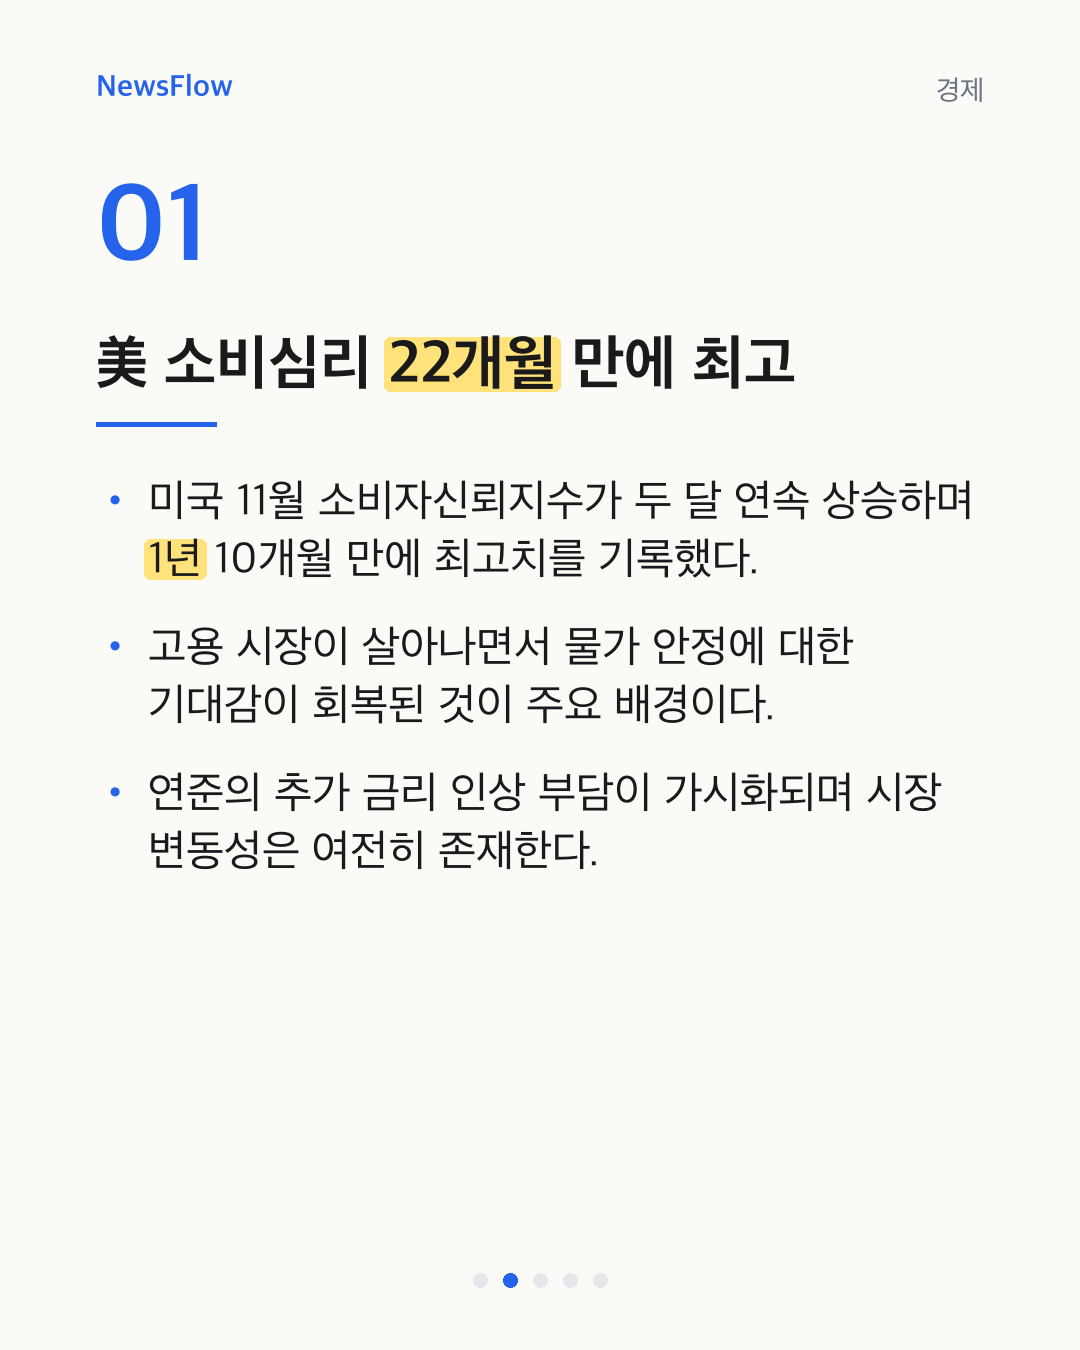 NewsFlow
경제
01
美 소비심리 22개월 만에 최고
미국 11월 소비자신뢰지수가 두 달 연속 상승하며
1년 10개월 만에 최고치를 기록했다.
고용 시장이 살아나면서 물가 안정에 대한
기대감이 회복된 것이 주요 배경이다.
연준의 추가 금리 인상 부담이 가시화되며 시장
변동성은 여전히 존재한다.